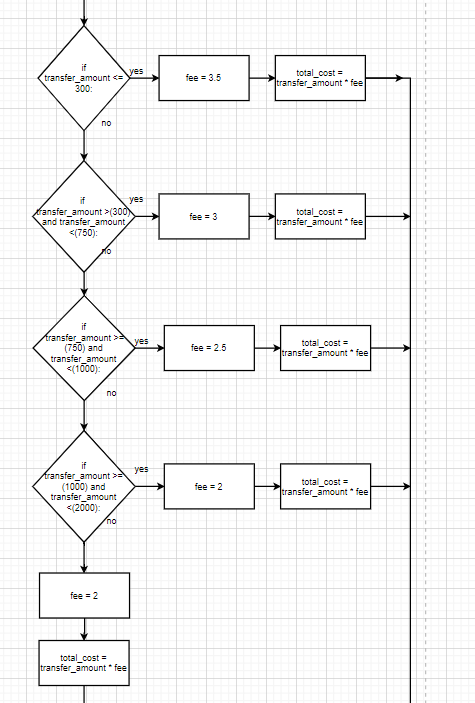 if
transfer_amount <=
300:
yes
fee = 3.5
total_cost =
transfer_amount * fee
no
if
transfer_amount >(300)
and transfer_amount
<(750):
yes
fee = 3
total_cost =
transfer_amount * fee
no
if
transfer_amount >=
(750) and
transfer_amount
<(1000):
yes
fee = 2.5
total_cost =
transfer_amount * fee
no
if
transfer_amount >=
(1000) and
transfer_amount
<(2000):
yes
fee = 2
total_cost =
transfer_amount * fee
no
fee = 2
total_cost =
transfer_amount * fee